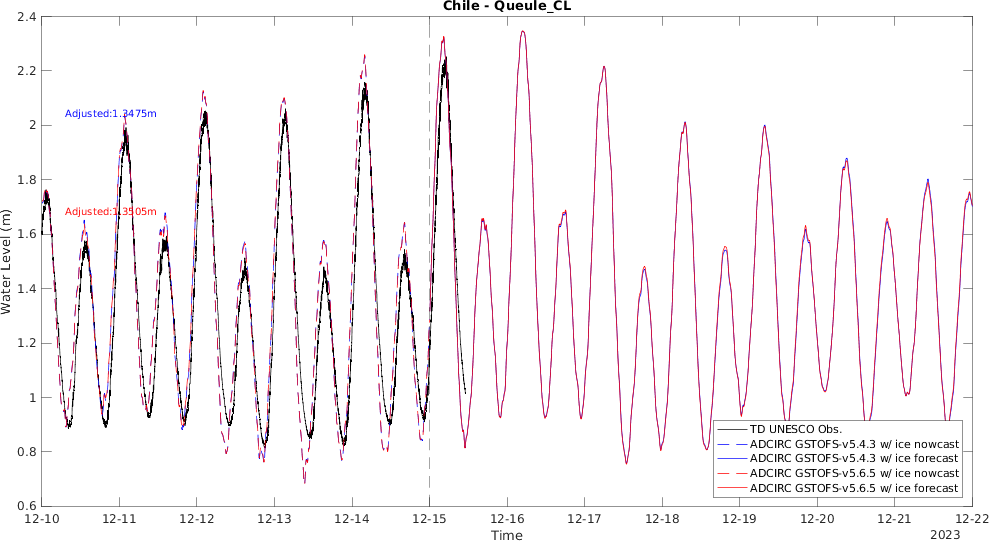 Chile - Queule_CL
Water Level (m)
2.4
2.2
2
1.8
1.6
1.4
1.2
1
0.8
0.6
Adjusted:1.3475m
Adjusted:1.3505m
TD UNESCO Obs.
ADCIRC GSTOFS-v5.4.3 w/ ice nowcast
ADCIRC GSTOFS-v5.4.3 w/ ice forecast
ADCIRC GSTOFS-v5.6.5 w/ ice nowcast
ADCIRC GSTOFS-v5.6.5 w/ ice forecast
12-10 12-11 12-12 12-13 12-14 12-15 12-16 12-17 12-18 12-19 12-20 12-21 12-22
Time
2023